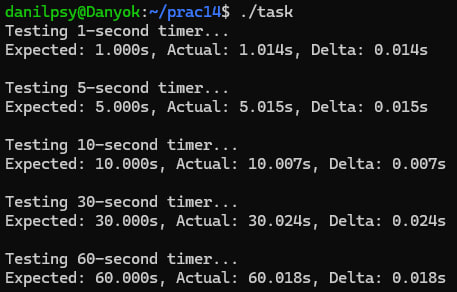 danilpsy@Danyok:~/prac14$ ./task
Testing 1-second timer...
Expected: 1.000s, Actual: 1.014s, Delta: 0.014s
Testing 5-second timer...
Expected: 5.000s, Actual: 5.015s, Delta: 0.015s
Testing 10-second timer...
Expected: 10.000s, Actual: 10.007s, Delta: 0.007s
Testing 30-second timer...
Expected: 30.000s, Actual: 30.024s, Delta: 0.024s
Testing 60-second timer...
Expected: 60.000s, Actual: 60.018s, Delta: 0.018s